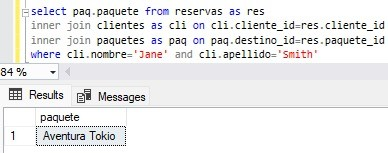 select paq.paquete from reservas as res
inner join clientes as cli on cli.cliente_id=res.cliente_id
inner join paquetes as paq on paq.destino_id=res.paquete_id
where cli.nombre='Jane' and cli.apellido='Smith'
84 %
Results Messages
paquete
1 Aventura Tokio